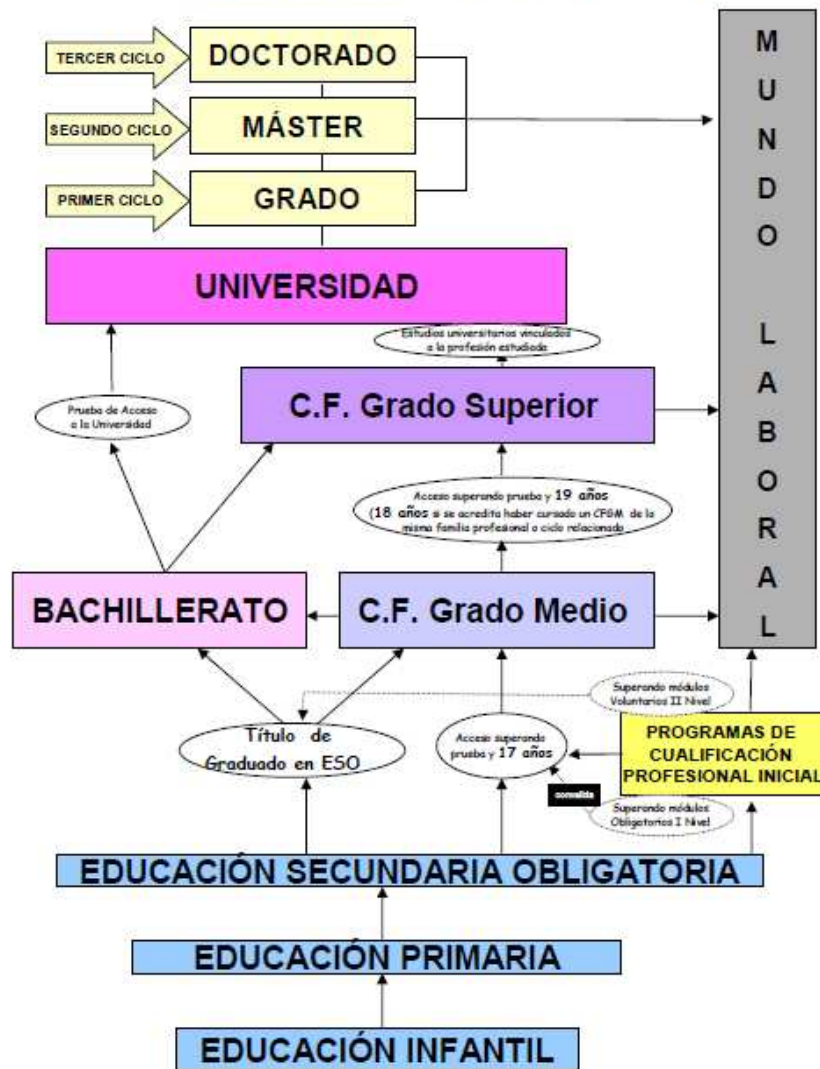 TERCER CICLO
DOCTORADO
SEGUNDO CICLO
MÁSTER
PRIMER CICLO
GRADO
MUNDO LABORAL
UNIVERSIDAD
Estudios universitarios vinculados
a la profesión estudiada
Prueba de Acceso
a la Universidad
C.F. Grado Superior
Acceso superando prueba y 19 años
(18 años si se acredita haber cursado un CFGM de la
misma familia profesional o ciclo relacionado
BACHILLERATO
C.F. Grado Medio
Superando módulos
Voluntarios II Nivel
Título de
Graduado en ESO
Acceso superando
prueba y 17 años
PROGRAMAS DE
CUALIFICACIÓN
PROFESIONAL INICIAL
convalida
Superando módulos
Obligatorios I Nivel
EDUCACIÓN SECUNDARIA OBLIGATORIA
EDUCACIÓN PRIMARIA
EDUCACIÓN INFANTIL